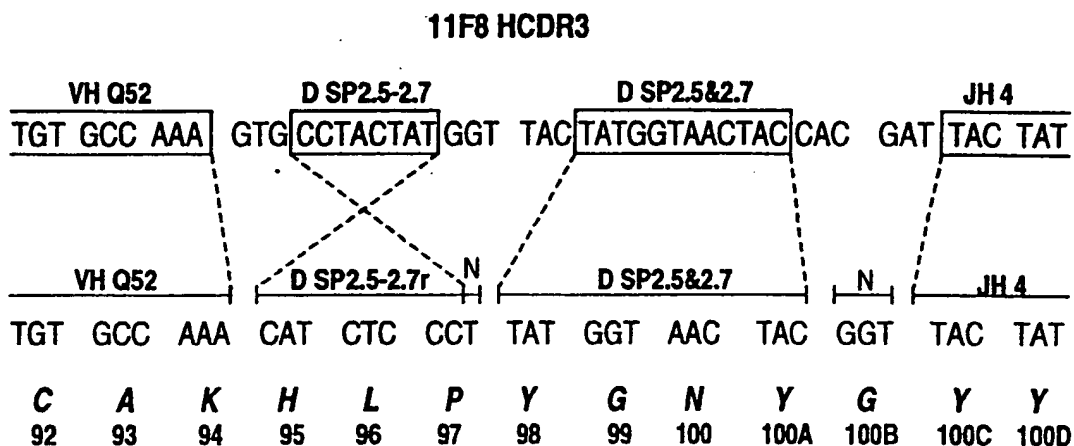 11F8 HCDR3
VH Q52 D SP2.5-2.7 D SP2.5&2.7 JH 4
TGT GCC AAA GTG CCTACTAT GGT TAC TATGGTAACTAC CAC GAT TAC TAT
VH Q52 D SP2.5-2.7r N D SP2.5&2.7 N JH 4
TGT GCC AAA CAT CTC CCT TAT GGT AAC TAC GGT TAC TAT
C A K H L P Y G N Y G Y Y
92 93 94 95 96 97 98 99 100 100A 100B 100C 100D